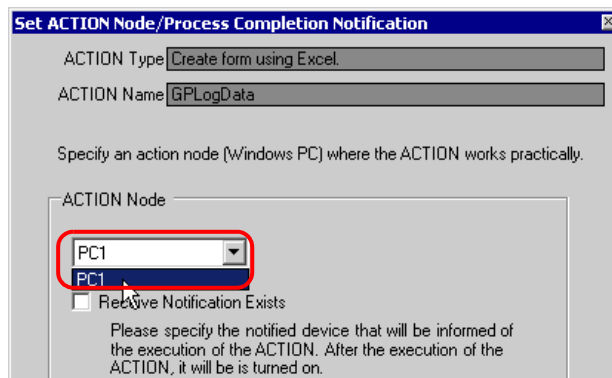 Set ACTION Node/Process Completion Notification
ACTION Type Create form using Excel.
ACTION Name GPLogData
Specify an action node (Windows PC) where the ACTION works practically.
ACTION Node
PC1
PC1
Receive Notification Exists
Please specify the notified device that will be informed of
the execution of the ACTION. After the execution of the
ACTION, it will be is turned on.